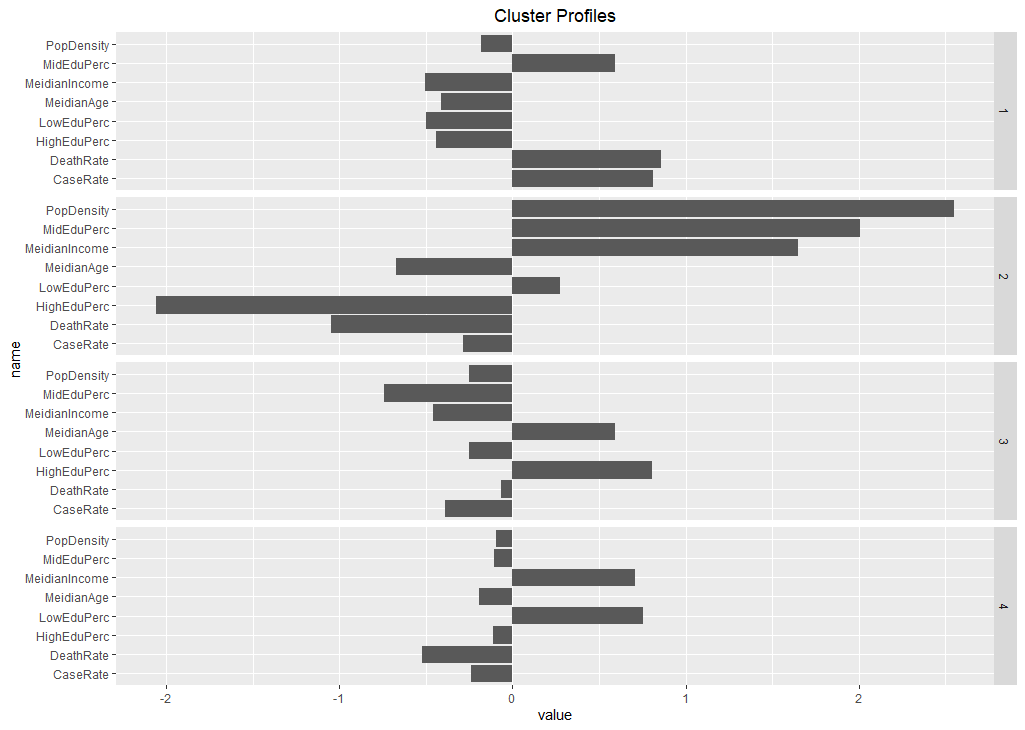 Cluster Profiles
PopDensity
MidEduPerc
MeidianIncome
MeidianAge
LowEduPerc
HighEduPerc
DeathRate
CaseRate
1
PopDensity
MidEduPerc
MeidianIncome
MeidianAge
LowEduPerc
HighEduPerc
DeathRate
CaseRate
2
name
PopDensity
MidEduPerc
MeidianIncome
MeidianAge
LowEduPerc
HighEduPerc
DeathRate
CaseRate
3
PopDensity
MidEduPerc
MeidianIncome
MeidianAge
LowEduPerc
HighEduPerc
DeathRate
CaseRate
4
-2 -1 0 1 2
value